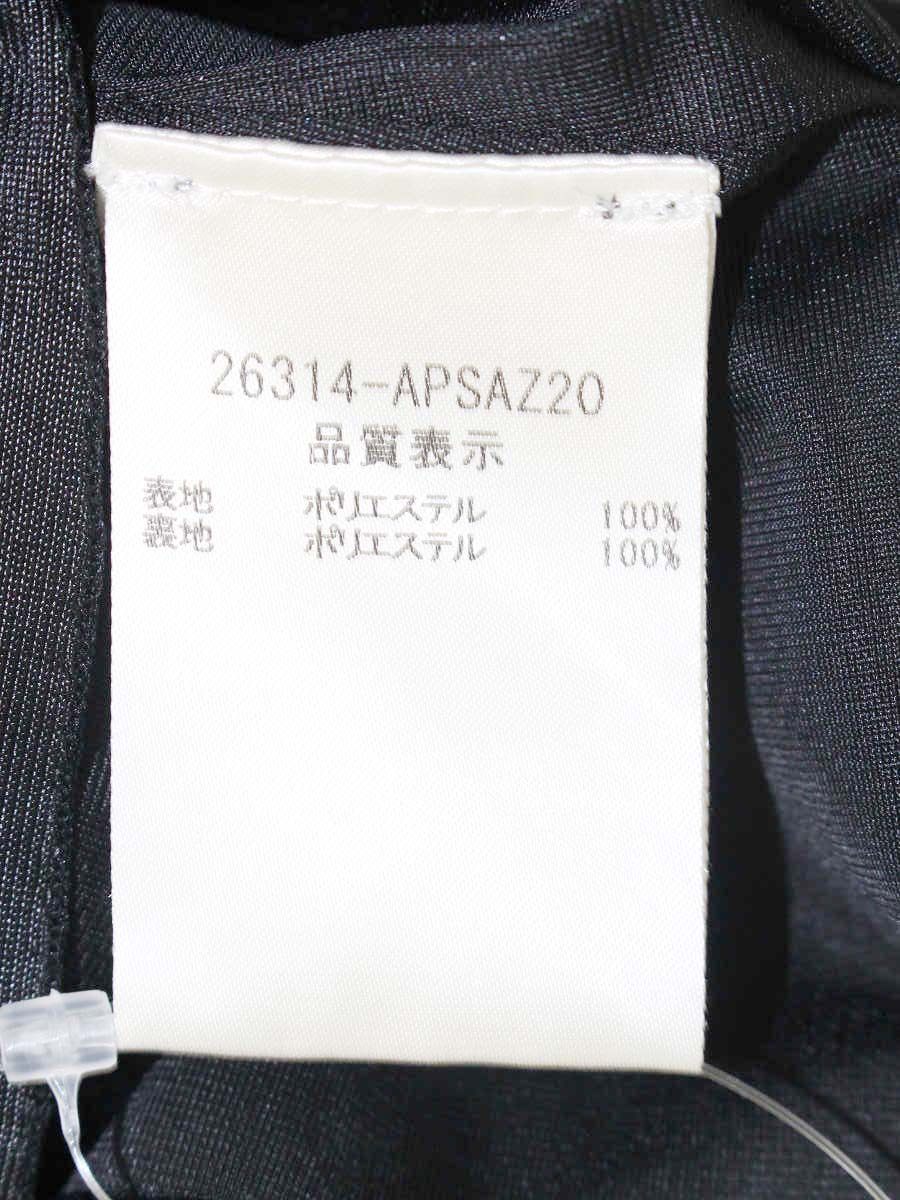 26314-APSAZ20
品質表示
表地 ポリエステル 100%
裏地 ポリエステル 100%